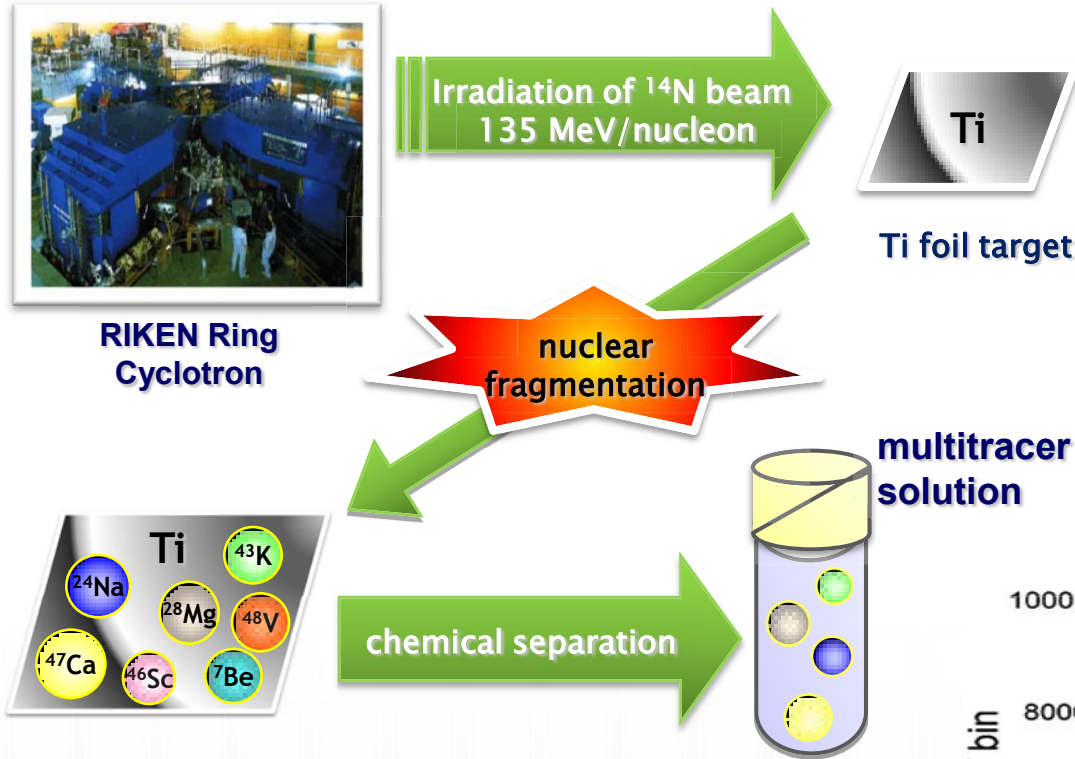 Irradiation of ¹⁴N beam
135 MeV/nucleon
Ti
Ti foil target
RIKEN Ring
Cyclotron
nuclear
fragmentation
multitracer
solution
Ti
⁴³K
²⁴Na
²⁸Mg
⁴⁸V
⁴⁷Ca
⁴⁶Sc
⁷Be
chemical separation
1000
800
bin